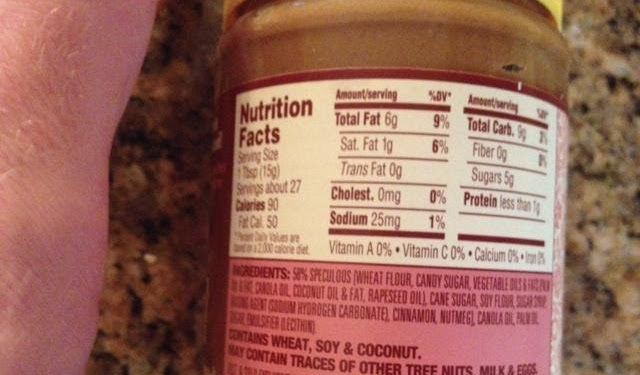 Nutrition
Facts
Serving Size
1 Tbsp (15g)
Servings about 27
Calories 90
Fat Cal. 50
*Percent Daily Values are
based on a 2,000 calorie diet.
Amount/serving %DV*
Total Fat 6g 9%
Sat. Fat 1g 6%
Trans Fat 0g
Cholest. 0mg 0%
Sodium 25mg 1%
Amount/serving %DV*
Total Carb. 9g 3%
Fiber 0g 0%
Sugars 5g
Protein less than 1g
Vitamin A 0% • Vitamin C 0% • Calcium 0% • Iron 0%
INGREDIENTS: 58% SPECULOOS (WHEAT FLOUR, CANDY SUGAR, VEGETABLE OILS & FATS
OIL & FAT, CANOLA OIL, COCONUT OIL & FAT, RAPESEED OIL), CANE SUGAR, SOY FLOUR, SUGAR SYRUP,
AGENT (SODIUM HYDROGEN CARBONATE), CINNAMON, NUTMEG), CANOLA OIL, PALM OIL,
SUGAR, EMULSIFIER (LECITHIN).
CONTAINS WHEAT, SOY & COCONUT.
MAY CONTAIN TRACES OF OTHER TREE NUTS, MILK & EGGS.